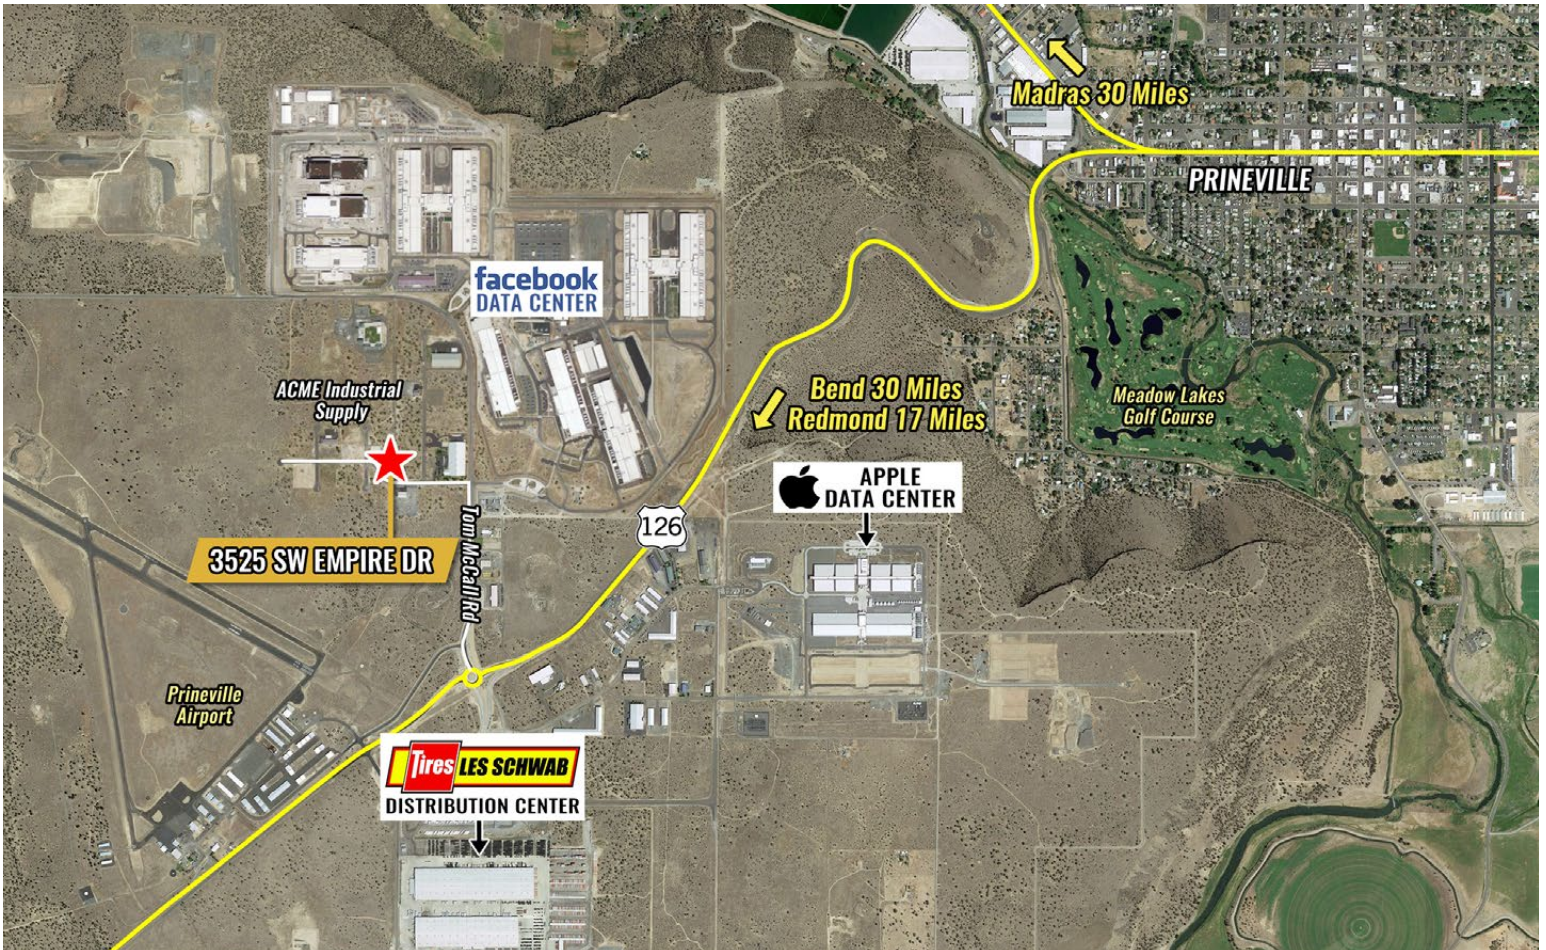 Madras 30 Miles
PRINEVILLE
facebook
DATA CENTER
ACME Industrial
Supply
Bend 30 Miles
Redmond 17 Miles
Meadow Lakes
Golf Course
APPLE
DATA CENTER
126
3525 SW EMPIRE DR
Tom McCall Rd
Prineville
Airport
Tires LES SCHWAB
DISTRIBUTION CENTER